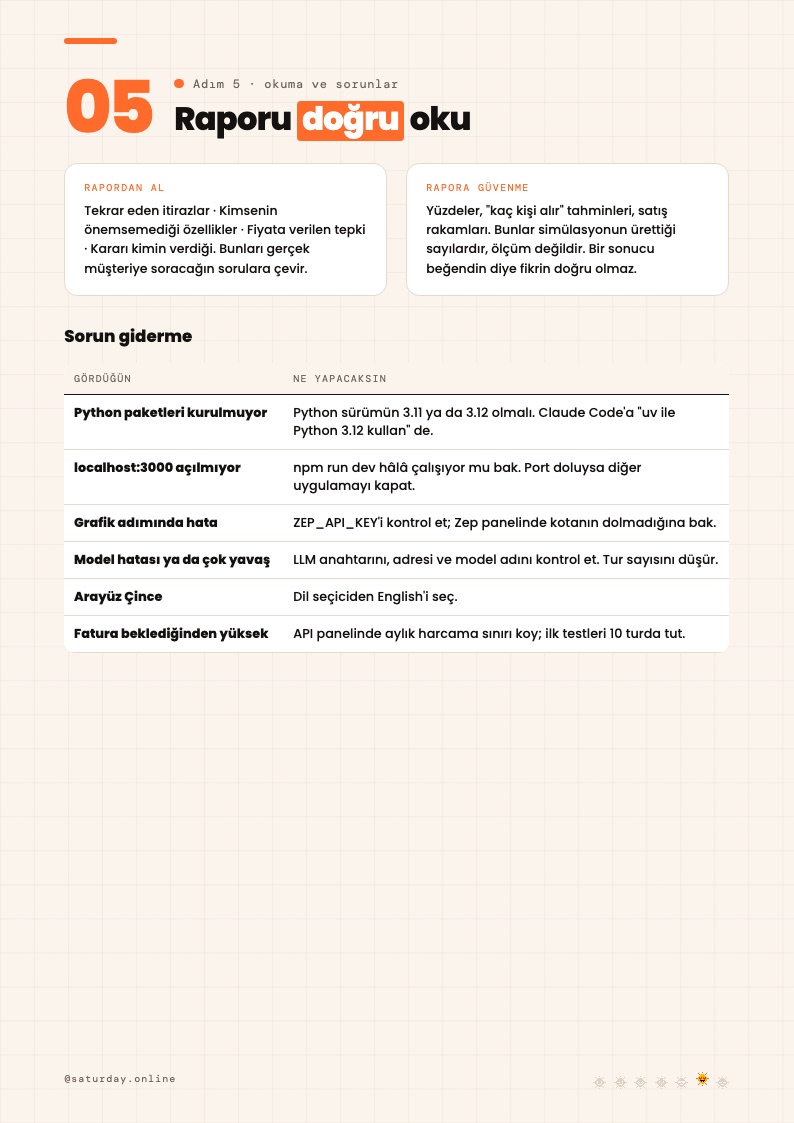 05
Adım 5 · okuma ve sorunlar
Raporu doğru oku
RAPORDAN AL
Tekrar eden itirazlar · Kimsenin
önemsemediği özellikler · Fiyata verilen tepki
· Kararı kimin verdiği. Bunları gerçek
müşteriye soracağın sorulara çevir.
RAPORA GÜVENME
Yüzdeler, "kaç kişi alır" tahminleri, satış
rakamları. Bunlar simülasyonun ürettiği
sayılardır, ölçüm değildir. Bir sonucu
beğendin diye fikrin doğru olmaz.
Sorun giderme
GÖRDÜĞÜN NE YAPACAKSIN
Python paketleri kurulmuyor Python sürümün 3.11 ya da 3.12 olmalı. Claude Code'a "uv ile
Python 3.12 kullan" de.
localhost:3000 açılmıyor npm run dev hâlâ çalışıyor mu bak. Port doluysa diğer
uygulamayı kapat.
Grafik adımında hata ZEP_API_KEY'i kontrol et; Zep panelinde kotanın dolmadığına bak.
Model hatası ya da çok yavaş LLM anahtarını, adresi ve model adını kontrol et. Tur sayısını düşür.
Arayüz Çince Dil seçiciden English'i seç.
Fatura beklediğinden yüksek API panelinde aylık harcama sınırı koy; ilk testleri 10 turda tut.
@saturday.online